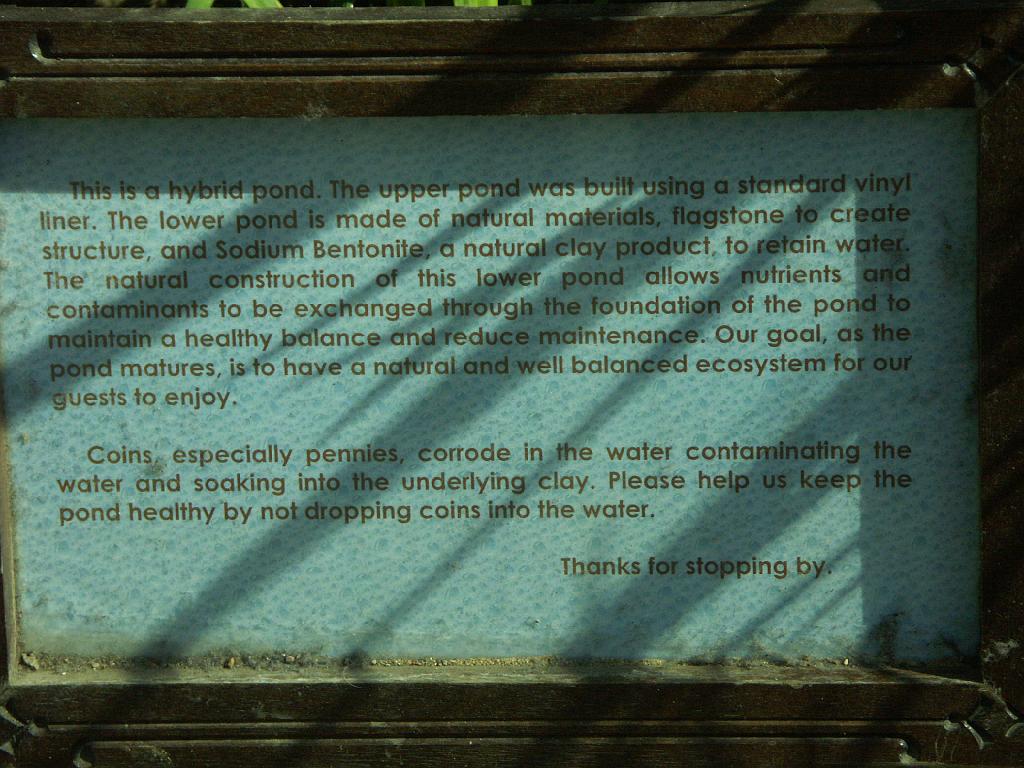 This is a hybrid pond. The upper pond was built using a standard vinyl
liner. The lower pond is made of natural materials, flagstone to create
structure, and Sodium Bentonite, a natural clay product, to retain water.
The natural construction of this lower pond allows nutrients and
contaminants to be exchanged through the foundation of the pond to
maintain a healthy balance and reduce maintenance. Our goal, as the
pond matures, is to have a natural and well balanced ecosystem for our
guests to enjoy.
Coins, especially pennies, corrode in the water contaminating the
water and soaking into the underlying clay. Please help us keep the
pond healthy by not dropping coins into the water.
Thanks for stopping by.